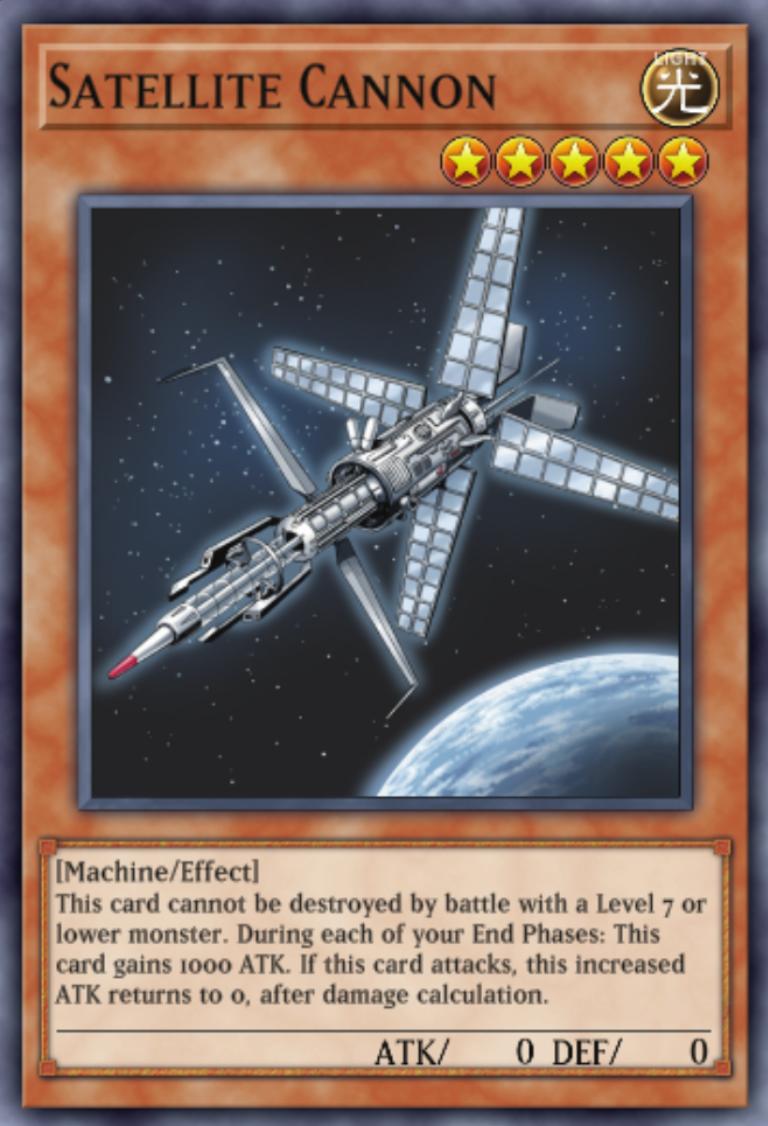 SATELLITE CANNON
LIGHT
光
[Machine/Effect]
This card cannot be destroyed by battle with a Level 7 or
lower monster. During each of your End Phases: This
card gains 1000 ATK. If this card attacks, this increased
ATK returns to 0, after damage calculation.
ATK/ 0 DEF/ 0